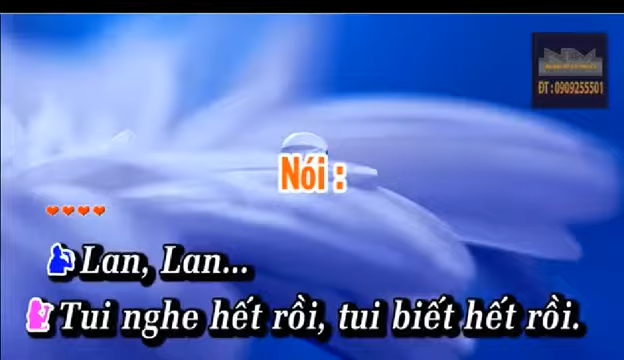 ĐT : 0909255501
Nói :
Lan, Lan...
Tui nghe hết rồi, tui biết hết rồi.